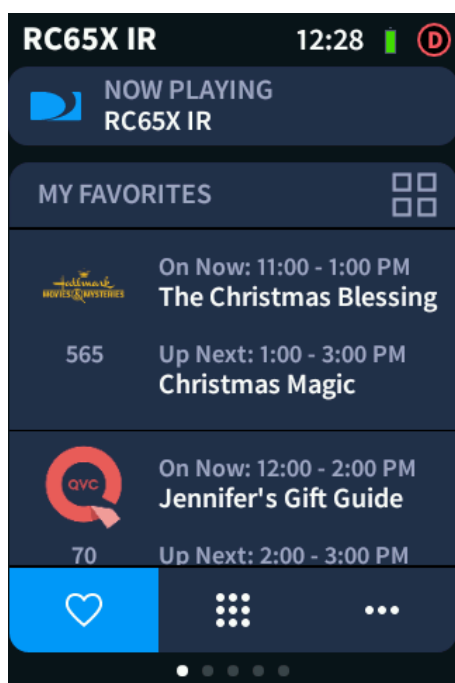 RC65X IR 12:28 D
NOW PLAYING
RC65X IR
MY FAVORITES
Hallmark
MOVIES & MYSTERIES
On Now: 11:00 - 1:00 PM
The Christmas Blessing
565
Up Next: 1:00 - 3:00 PM
Christmas Magic
QVC
On Now: 12:00 - 2:00 PM
Jennifer's Gift Guide
70 Up Next: 2:00 - 3:00 PM